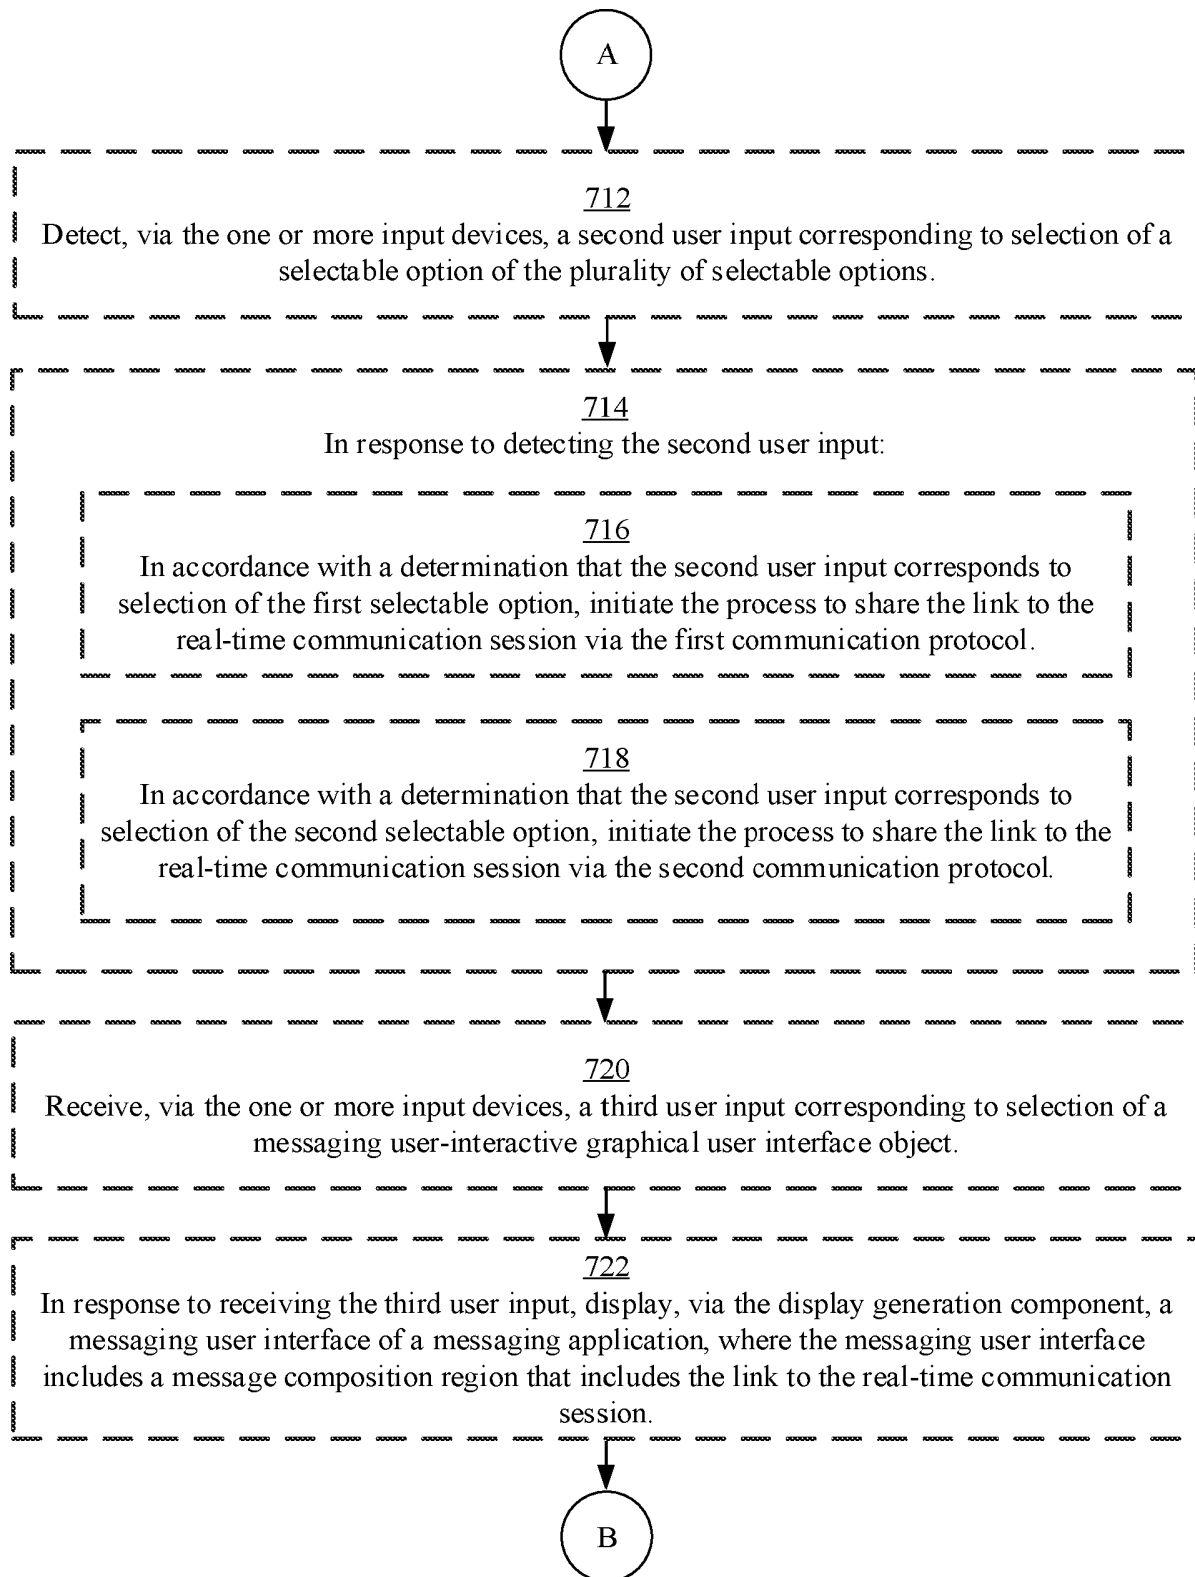 A
712
Detect, via the one or more input devices, a second user input corresponding to selection of a
selectable option of the plurality of selectable options.
714
In response to detecting the second user input:
716
In accordance with a determination that the second user input corresponds to
selection of the first selectable option, initiate the process to share the link to the
real-time communication session via the first communication protocol.
718
In accordance with a determination that the second user input corresponds to
selection of the second selectable option, initiate the process to share the link to the
real-time communication session via the second communication protocol.
720
Receive, via the one or more input devices, a third user input corresponding to selection of a
messaging user-interactive graphical user interface object.
722
In response to receiving the third user input, display, via the display generation component, a
messaging user interface of a messaging application, where the messaging user interface
includes a message composition region that includes the link to the real-time communication
session.
B